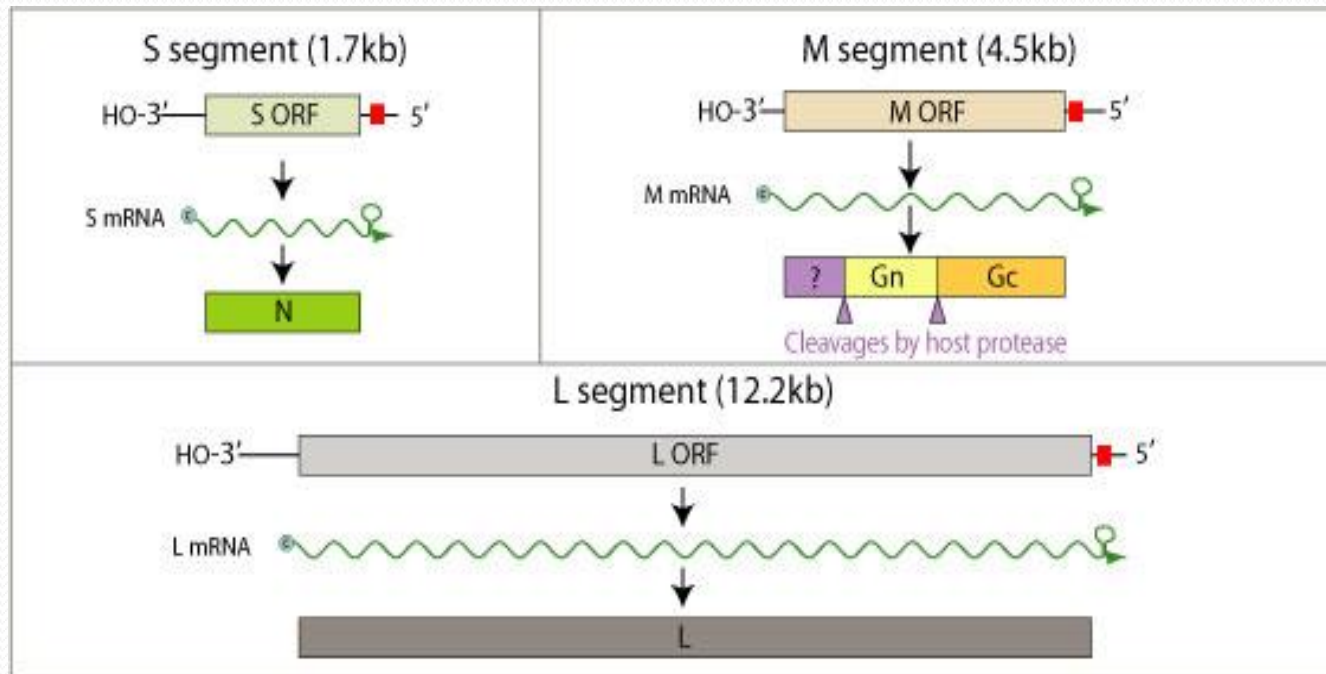 S segment (1.7kb)
HO-3' S ORF 5'
S mRNA c
N
M segment (4.5kb)
HO-3' M ORF 5'
M mRNA c
? Gn Gc
Cleavages by host protease
L segment (12.2kb)
HO-3' L ORF 5'
L mRNA c
L